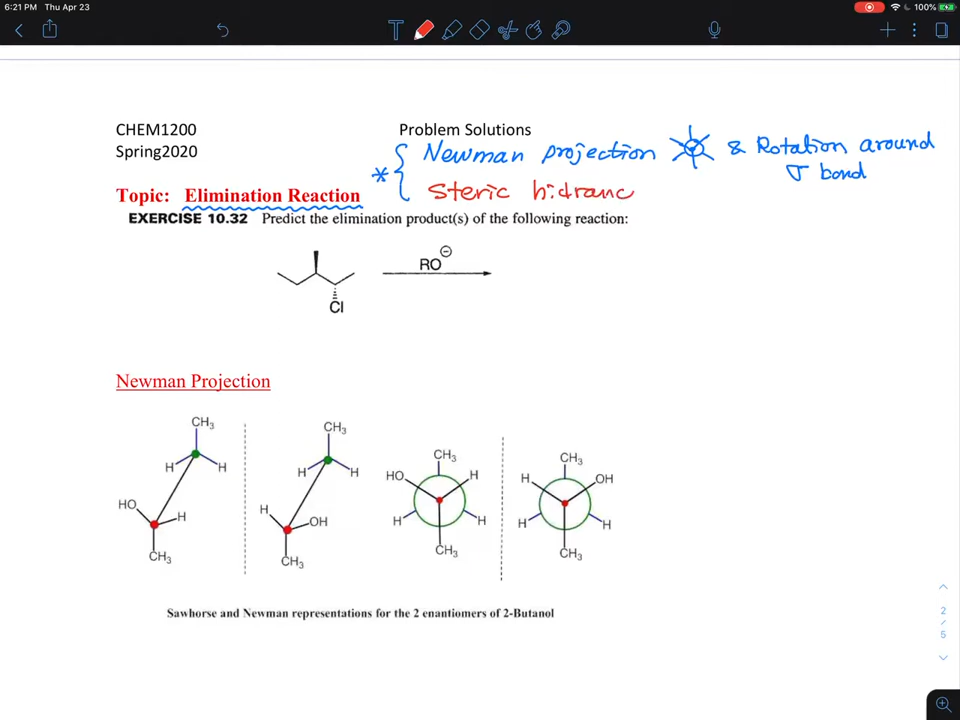 6:21 PM Thu Apr 23
100%
CHEM1200
Problem Solutions
Spring2020
Newman projection & Rotation around
σ bond
* Steric hidranc
Topic: Elimination Reaction
EXERCISE 10.32 Predict the elimination product(s) of the following reaction:
RO⊖
Cl
Newman Projection
CH₃ CH₃ CH₃ CH₃
H H H H HO H H OH
HO H H OH H H H H
CH₃ CH₃ CH₃ CH₃
Sawhorse and Newman representations for the 2 enantiomers of 2-Butanol
2
/
5